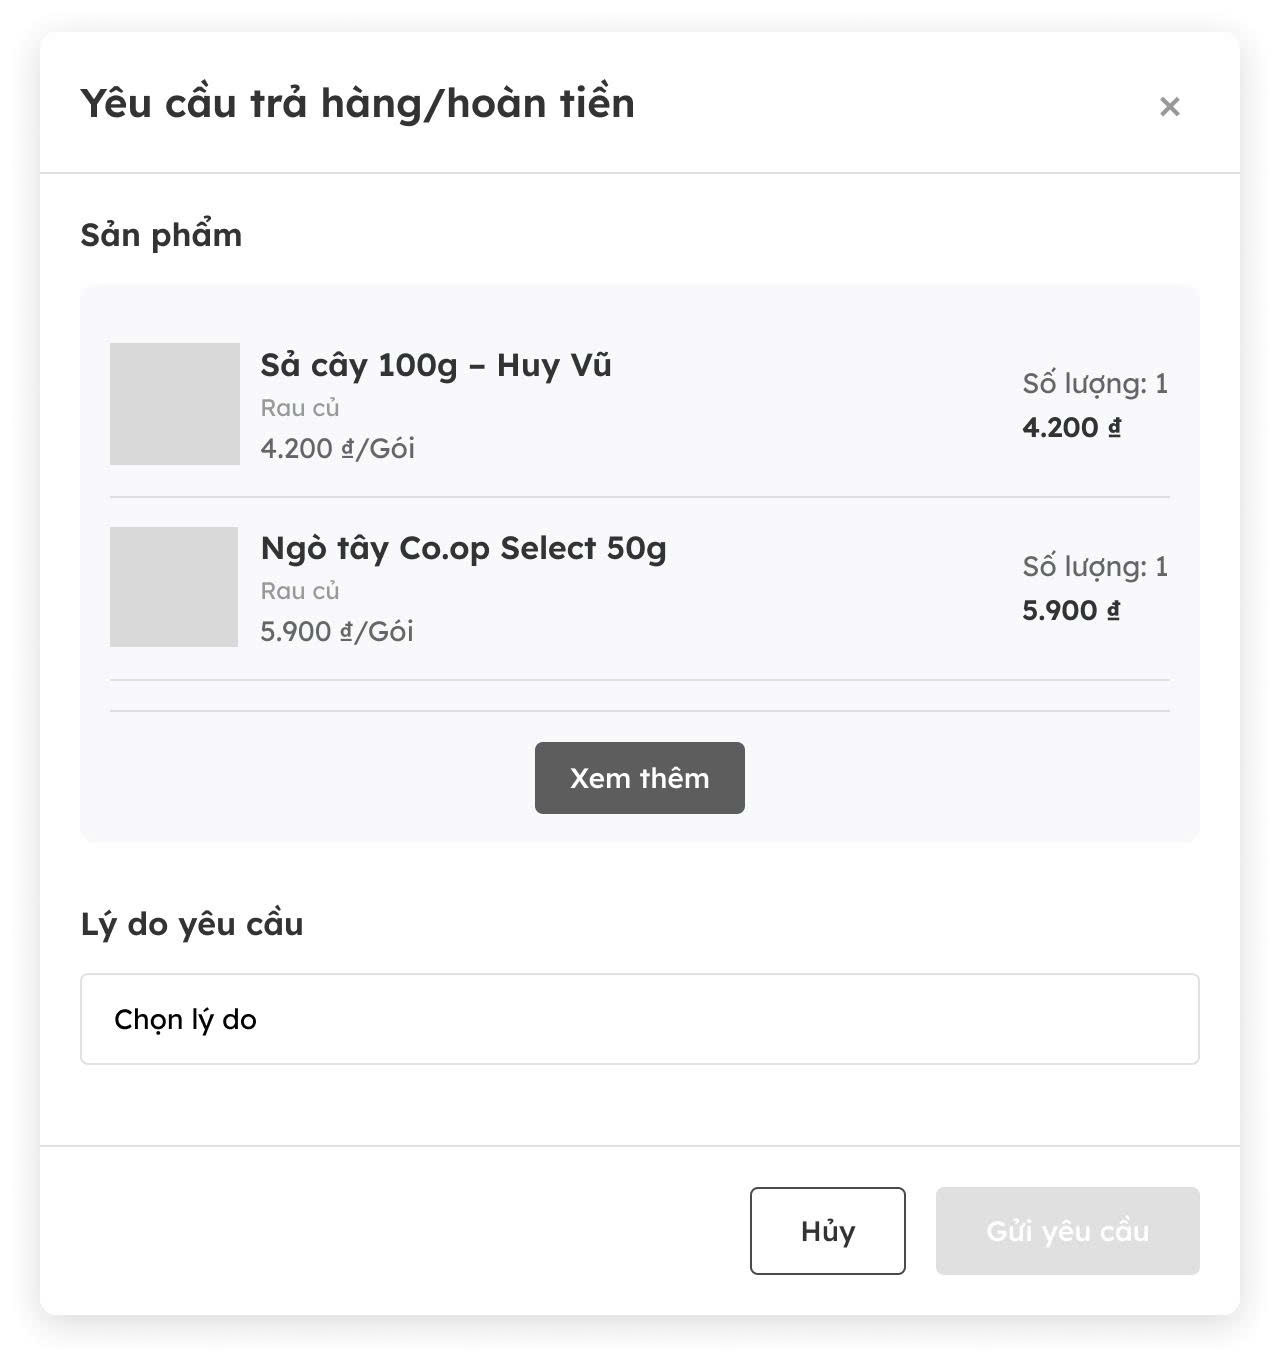 Yêu cầu trả hàng/hoàn tiền
×
Sản phẩm
Sả cây 100g – Huy Vũ
Rau củ
4.200 ₫/Gói
Số lượng: 1
4.200 ₫
Ngò tây Co.op Select 50g
Rau củ
5.900 ₫/Gói
Số lượng: 1
5.900 ₫
Xem thêm
Lý do yêu cầu
Chọn lý do
Hủy
Gửi yêu cầu